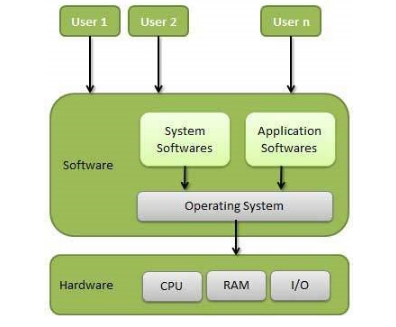 User 1
User 2
User n
System
Softwares
Application
Softwares
Software
Operating System
Hardware
CPU
RAM
I/O